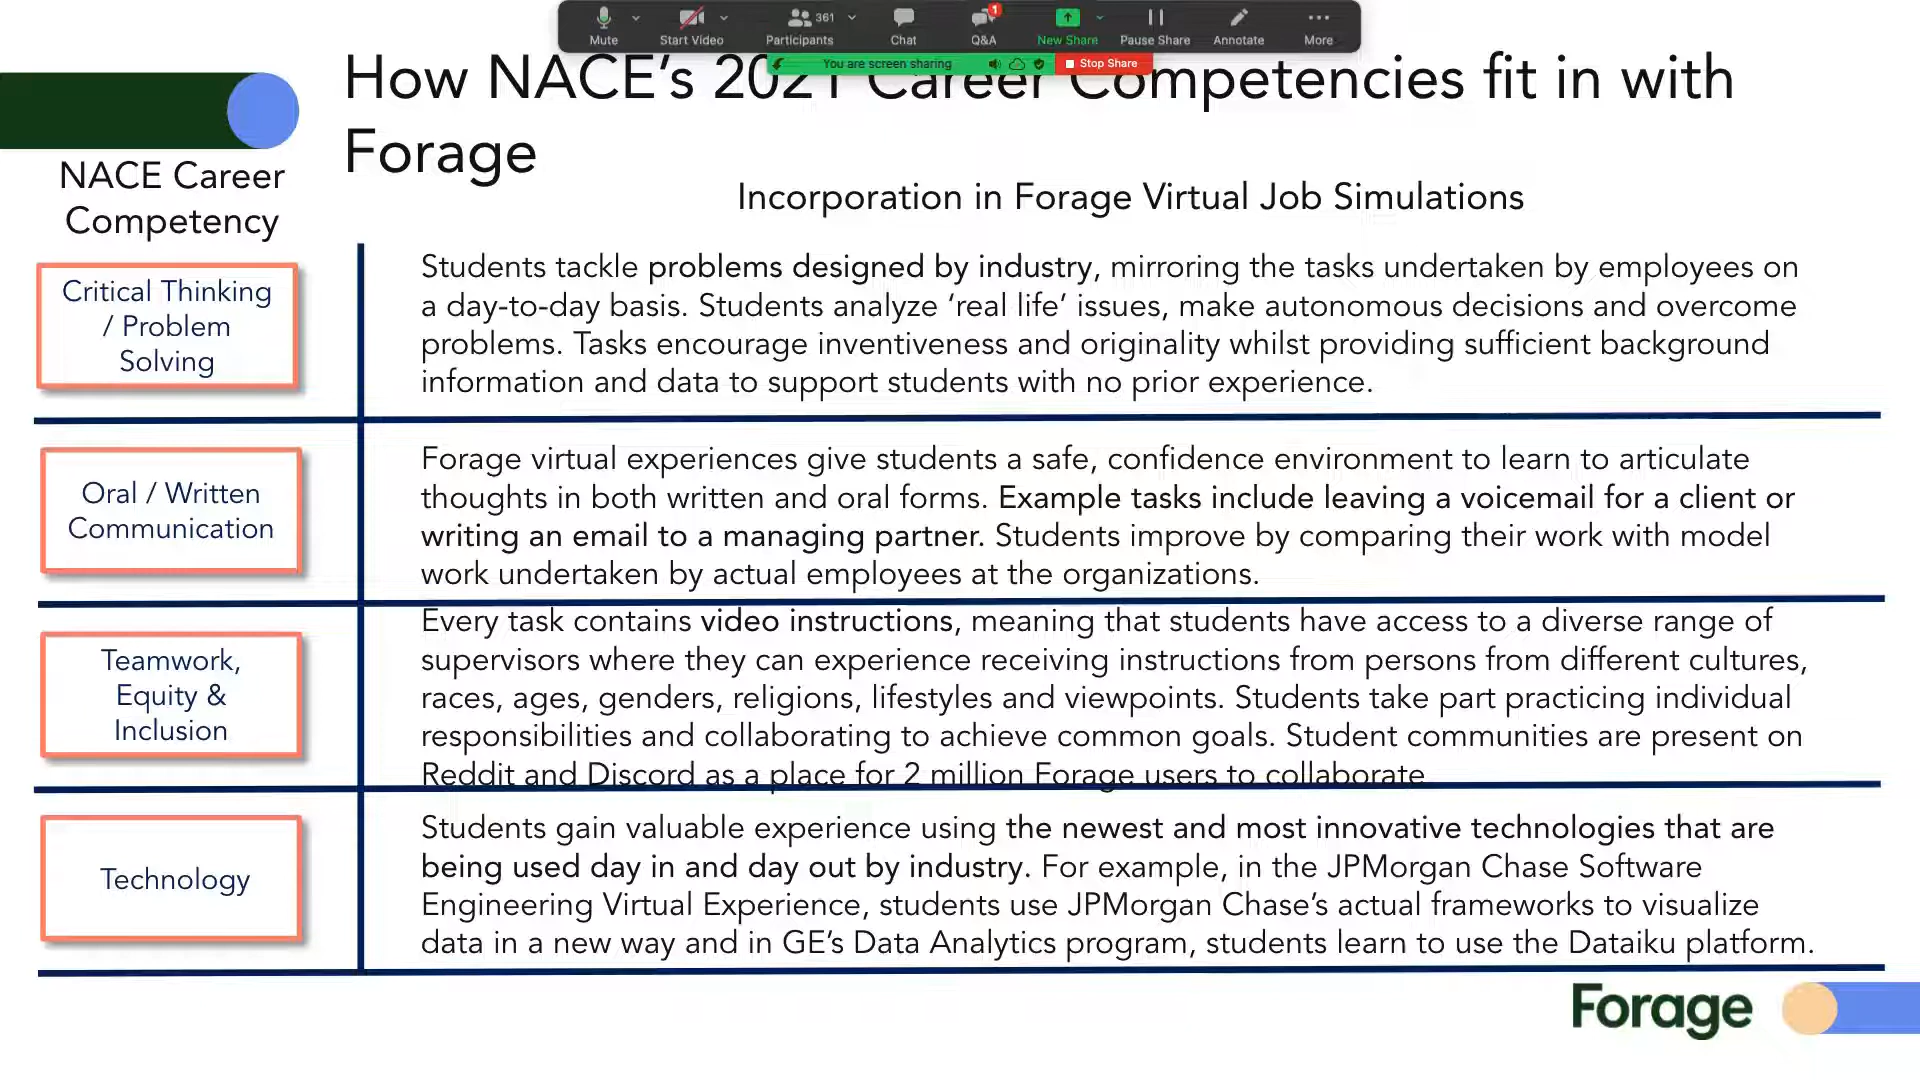 Mute
Start Video
361
Participants
Chat
1
Q&A
New Share
Pause Share
Annotate
More
You are screen sharing
Stop Share
How NACE's 2021 Career Competencies fit in with
Forage
NACE Career
Competency
Incorporation in Forage Virtual Job Simulations
Critical Thinking
/ Problem
Solving
Students tackle problems designed by industry, mirroring the tasks undertaken by employees on
a day-to-day basis. Students analyze ‘real life’ issues, make autonomous decisions and overcome
problems. Tasks encourage inventiveness and originality whilst providing sufficient background
information and data to support students with no prior experience.
Oral / Written
Communication
Forage virtual experiences give students a safe, confidence environment to learn to articulate
thoughts in both written and oral forms. Example tasks include leaving a voicemail for a client or
writing an email to a managing partner. Students improve by comparing their work with model
work undertaken by actual employees at the organizations.
Teamwork,
Equity &
Inclusion
Every task contains video instructions, meaning that students have access to a diverse range of
supervisors where they can experience receiving instructions from persons from different cultures,
races, ages, genders, religions, lifestyles and viewpoints. Students take part practicing individual
responsibilities and collaborating to achieve common goals. Student communities are present on
Reddit and Discord as a place for 2 million Forage users to collaborate
Technology
Students gain valuable experience using the newest and most innovative technologies that are
being used day in and day out by industry. For example, in the JPMorgan Chase Software
Engineering Virtual Experience, students use JPMorgan Chase’s actual frameworks to visualize
data in a new way and in GE’s Data Analytics program, students learn to use the Dataiku platform.
Forage